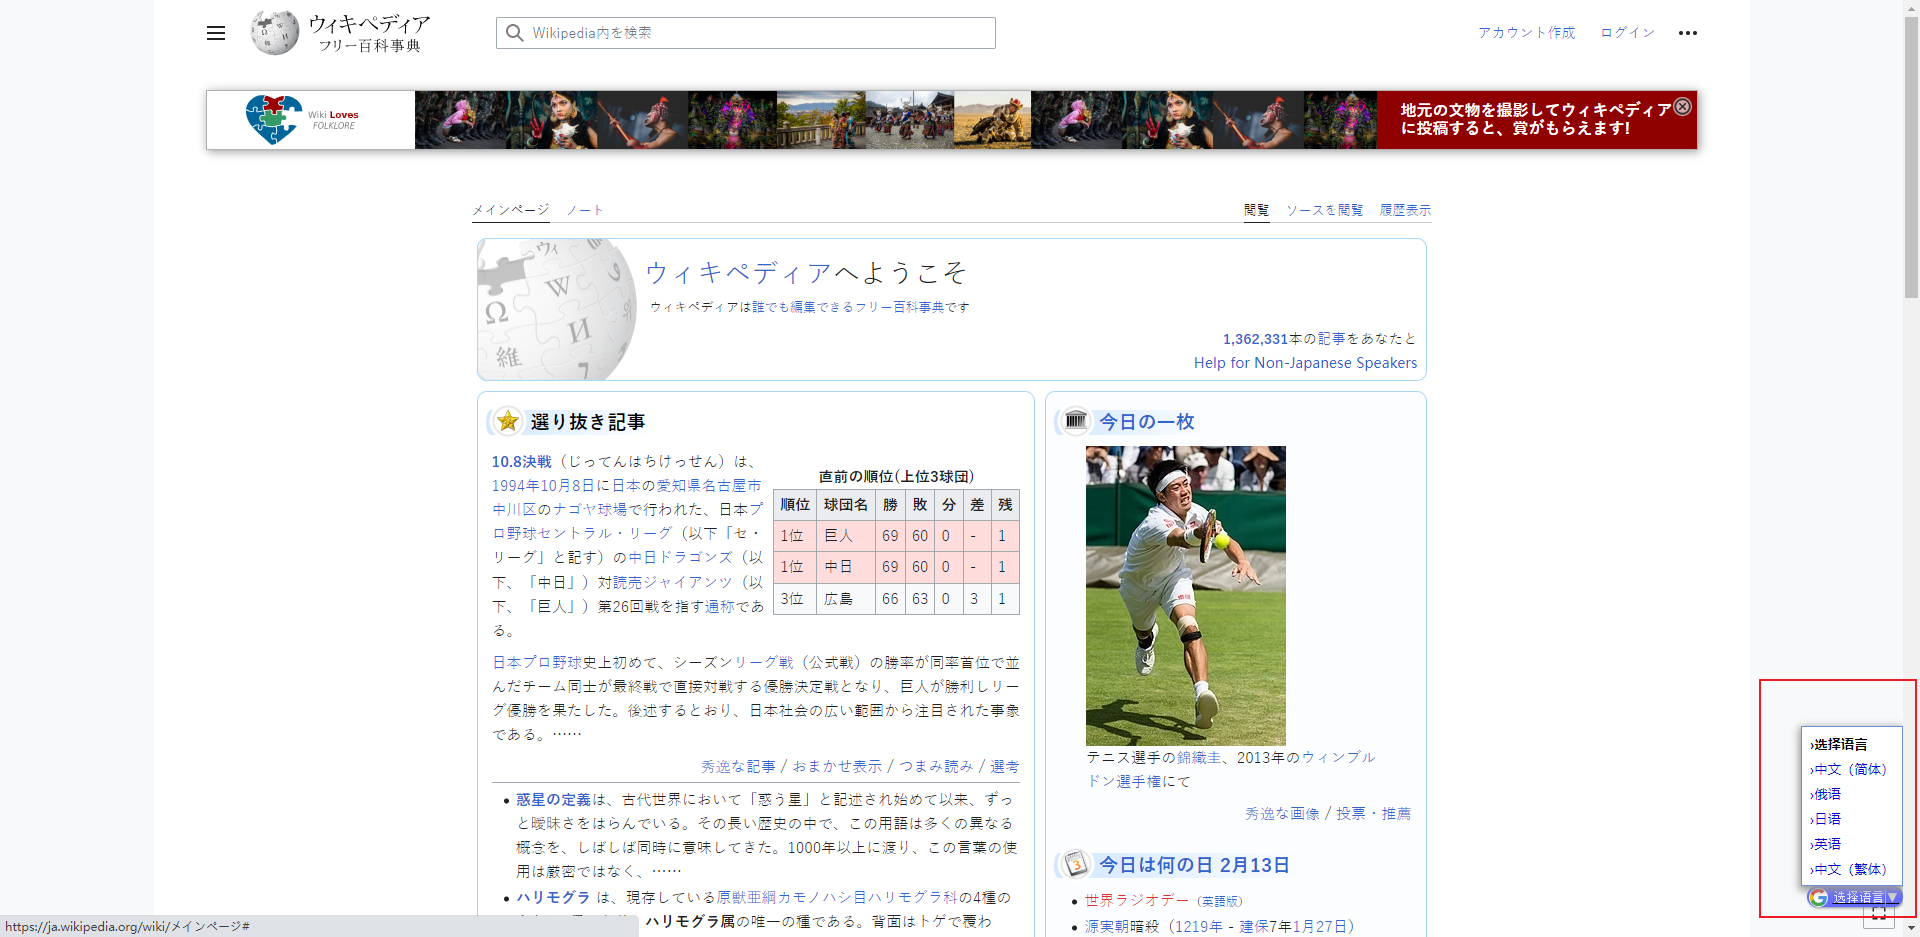 ウィキペディア
フリー百科事典
Wikipedia内を検索
アカウント作成 ログイン
Wiki Loves
FOLKLORE
地元の文物を撮影してウィキペディア
に投稿すると、賞がもらえます!
メインページ ノート
閲覧 ソースを閲覧 履歴表示
ウィキペディアへようこそ
ウィキペディアは誰でも編集できるフリー百科事典です
1,362,331本の記事をあなたと
Help for Non-Japanese Speakers
選り抜き記事
10.8決戦（じってんはちけっせん）は、
1994年10月8日に日本の愛知県名古屋市
中川区のナゴヤ球場で行われた、日本プ
ロ野球セントラル・リーグ（以下「セ・
リーグ」と記す）の中日ドラゴンズ（以
下、「中日」）対読売ジャイアンツ（以
下、「巨人」）第26回戦を指す通称であ
る。
直前の順位(上位3球団)
順位 球団名 勝 敗 分 差 残
1位 巨人 69 60 0 - 1
1位 中日 69 60 0 - 1
3位 広島 66 63 0 3 1
日本プロ野球史上初めて、シーズンリーグ戦（公式戦）の勝率が同率首位で並
んだチーム同士が最終戦で直接対戦する優勝決定戦となり、巨人が勝利しリー
グ優勝を果たした。後述するとおり、日本社会の広い範囲から注目された事象
である。……
秀逸な記事 / おまかせ表示 / つまみ読み / 選考
惑星の定義は、古代世界において「惑う星」と記述され始めて以来、ずっ
と曖昧さをはらんでいる。その長い歴史の中で、この用語は多くの異なる
概念を、しばしば同時に意味してきた。1000年以上に渡り、この言葉の使
用は厳密ではなく、……
ハリモグラ は、現存している原獣亜綱カモノハシ目ハリモグラ科の4種の
ハリモグラ属の唯一の種である。背面はトゲで覆わ
今日の一枚
テニス選手の錦織圭、2013年のウィンブル
ドン選手権にて
秀逸な画像 / 投票・推薦
今日は何の日 2月13日
世界ラジオデー（英語版）
源実朝暗殺（1219年 - 建保7年1月27日）
›选择语言
›中文（简体）
›俄语
›日语
›英语
›中文（繁体）
选择语言 ▼
https://ja.wikipedia.org/wiki/メインページ#